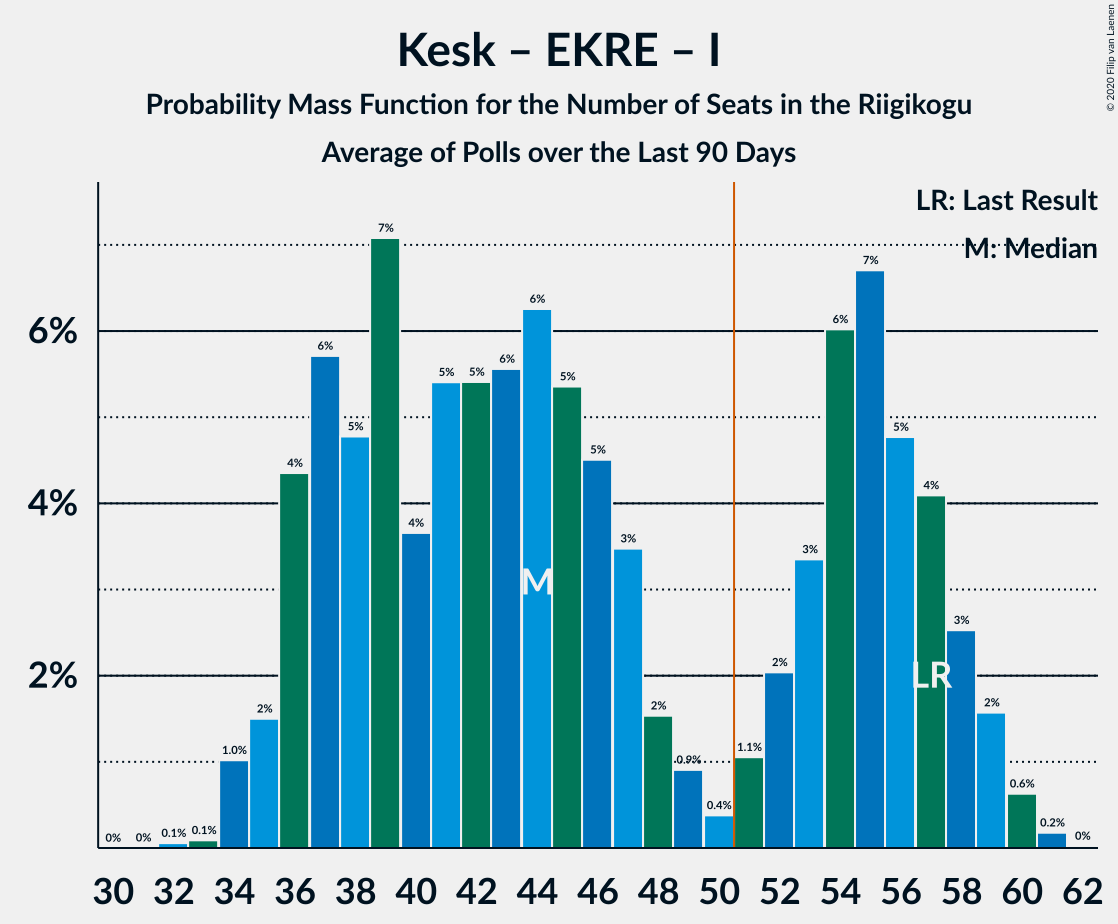 Kesk – EKRE – I
Probability Mass Function for the Number of Seats in the Riigikogu
Average of Polls over the Last 90 Days
© 2020 Filip van Laenen
LR: Last Result
M: Median
6%
4%
2%
0% 0% 0.1% 0.1% 1.0% 2% 4% 6% 5% 7% 4% 5% 5% 6% 6% 5% 5% 3% 2% 0.9% 0.4% 1.1% 2% 3% 6% 7% 5% 4% 3% 2% 0.6% 0.2% 0%
M
LR
30 32 34 36 38 40 42 44 46 48 50 52 54 56 58 60 62